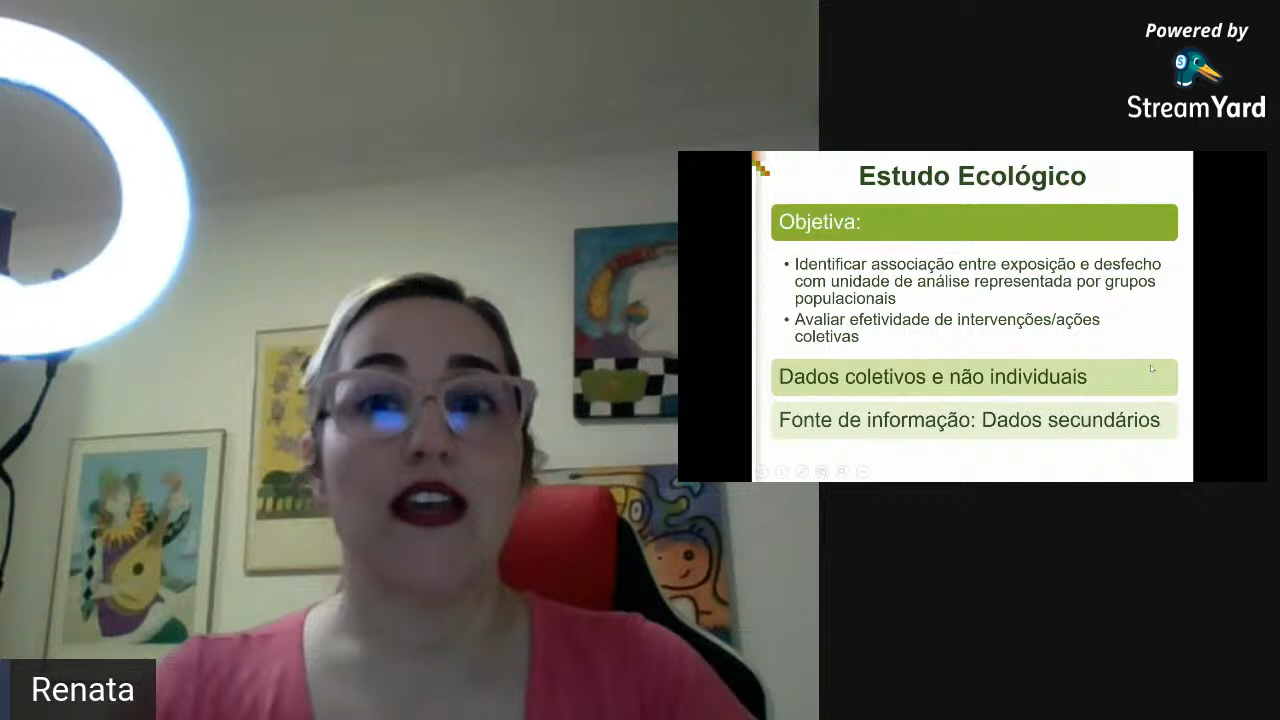 Powered by
StreamYard
Estudo Ecológico
Objetiva:
• Identificar associação entre exposição e desfecho
com unidade de análise representada por grupos
populacionais
• Avaliar efetividade de intervenções/ações
coletivas
Dados coletivos e não individuais
Fonte de informação: Dados secundários
Renata